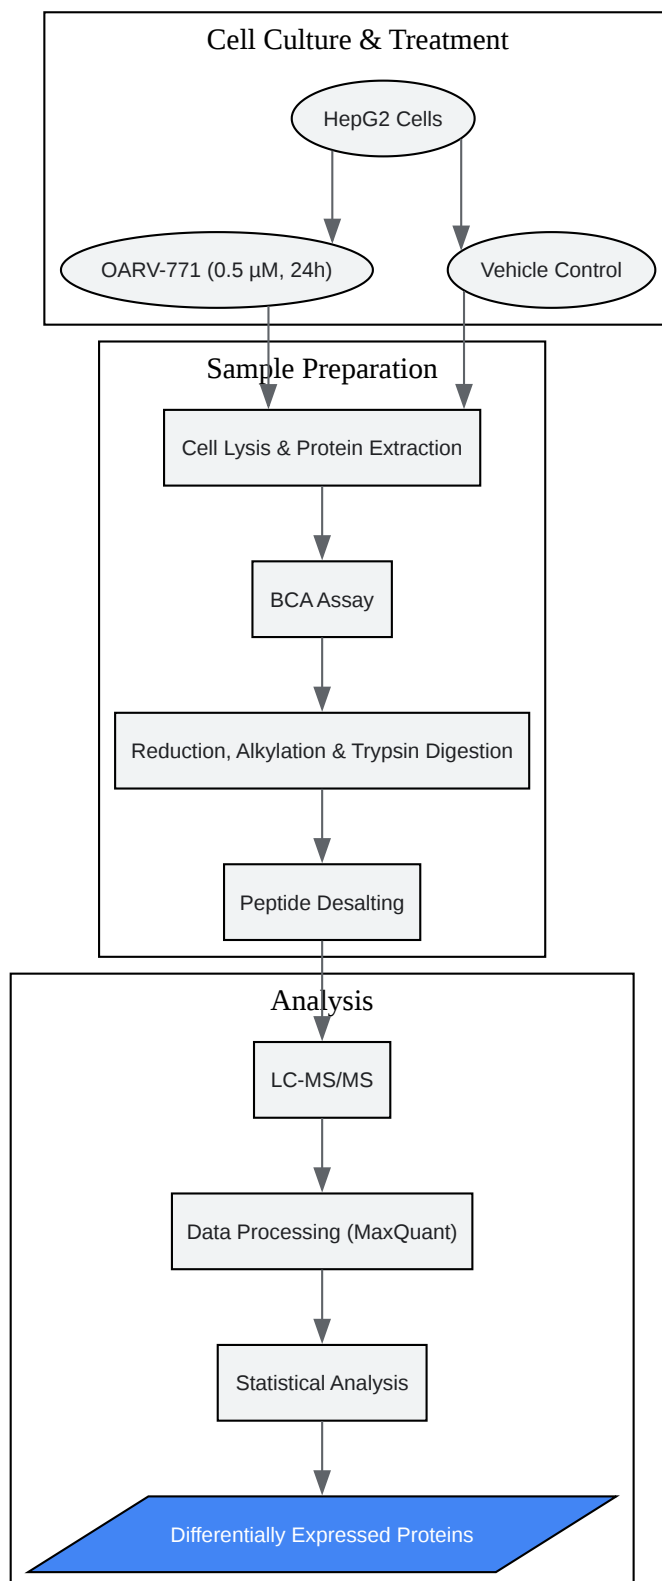 Cell Culture & Treatment
HepG2 Cells
OARV-771 (0.5 µM, 24h)
Vehicle Control
Sample Preparation
Cell Lysis & Protein Extraction
BCA Assay
Reduction, Alkylation & Trypsin Digestion
Peptide Desalting
Analysis
LC-MS/MS
Data Processing (MaxQuant)
Statistical Analysis
Differentially Expressed Proteins